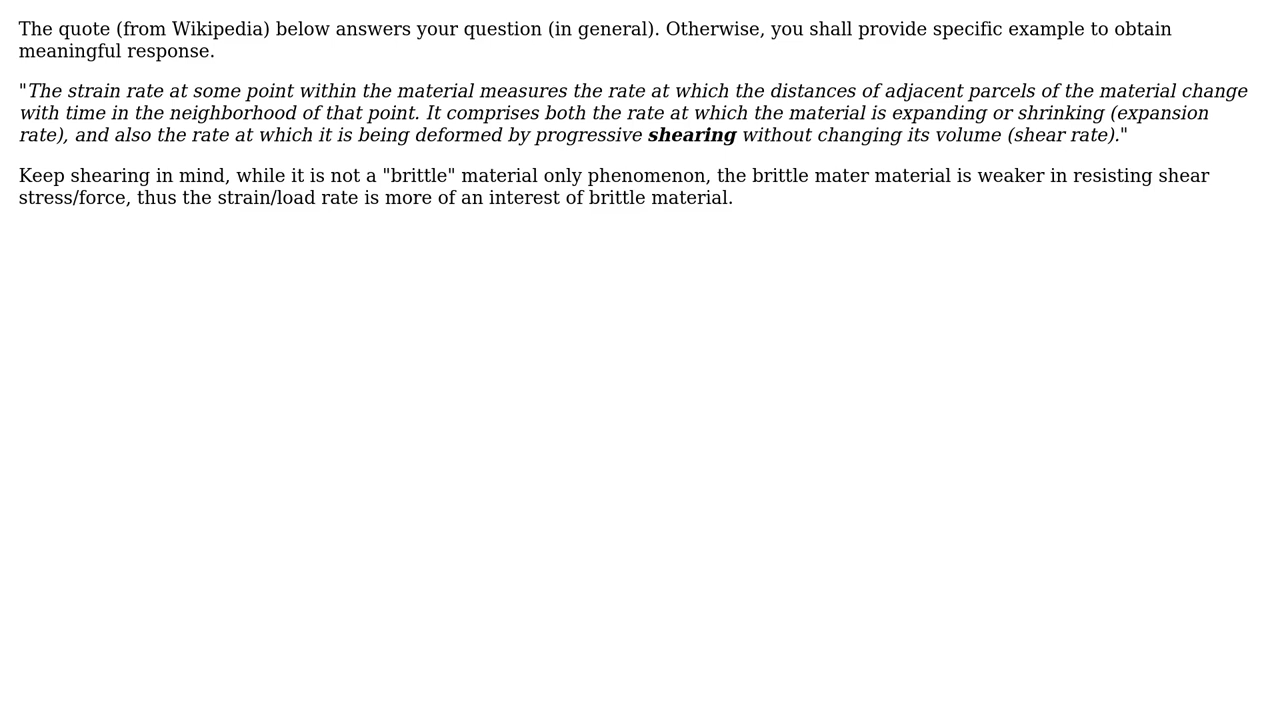 The quote (from Wikipedia) below answers your question (in general). Otherwise, you shall provide specific example to obtain
meaningful response.
"The strain rate at some point within the material measures the rate at which the distances of adjacent parcels of the material change
with time in the neighborhood of that point. It comprises both the rate at which the material is expanding or shrinking (expansion
rate), and also the rate at which it is being deformed by progressive shearing without changing its volume (shear rate)."
Keep shearing in mind, while it is not a "brittle" material only phenomenon, the brittle mater material is weaker in resisting shear
stress/force, thus the strain/load rate is more of an interest of brittle material.